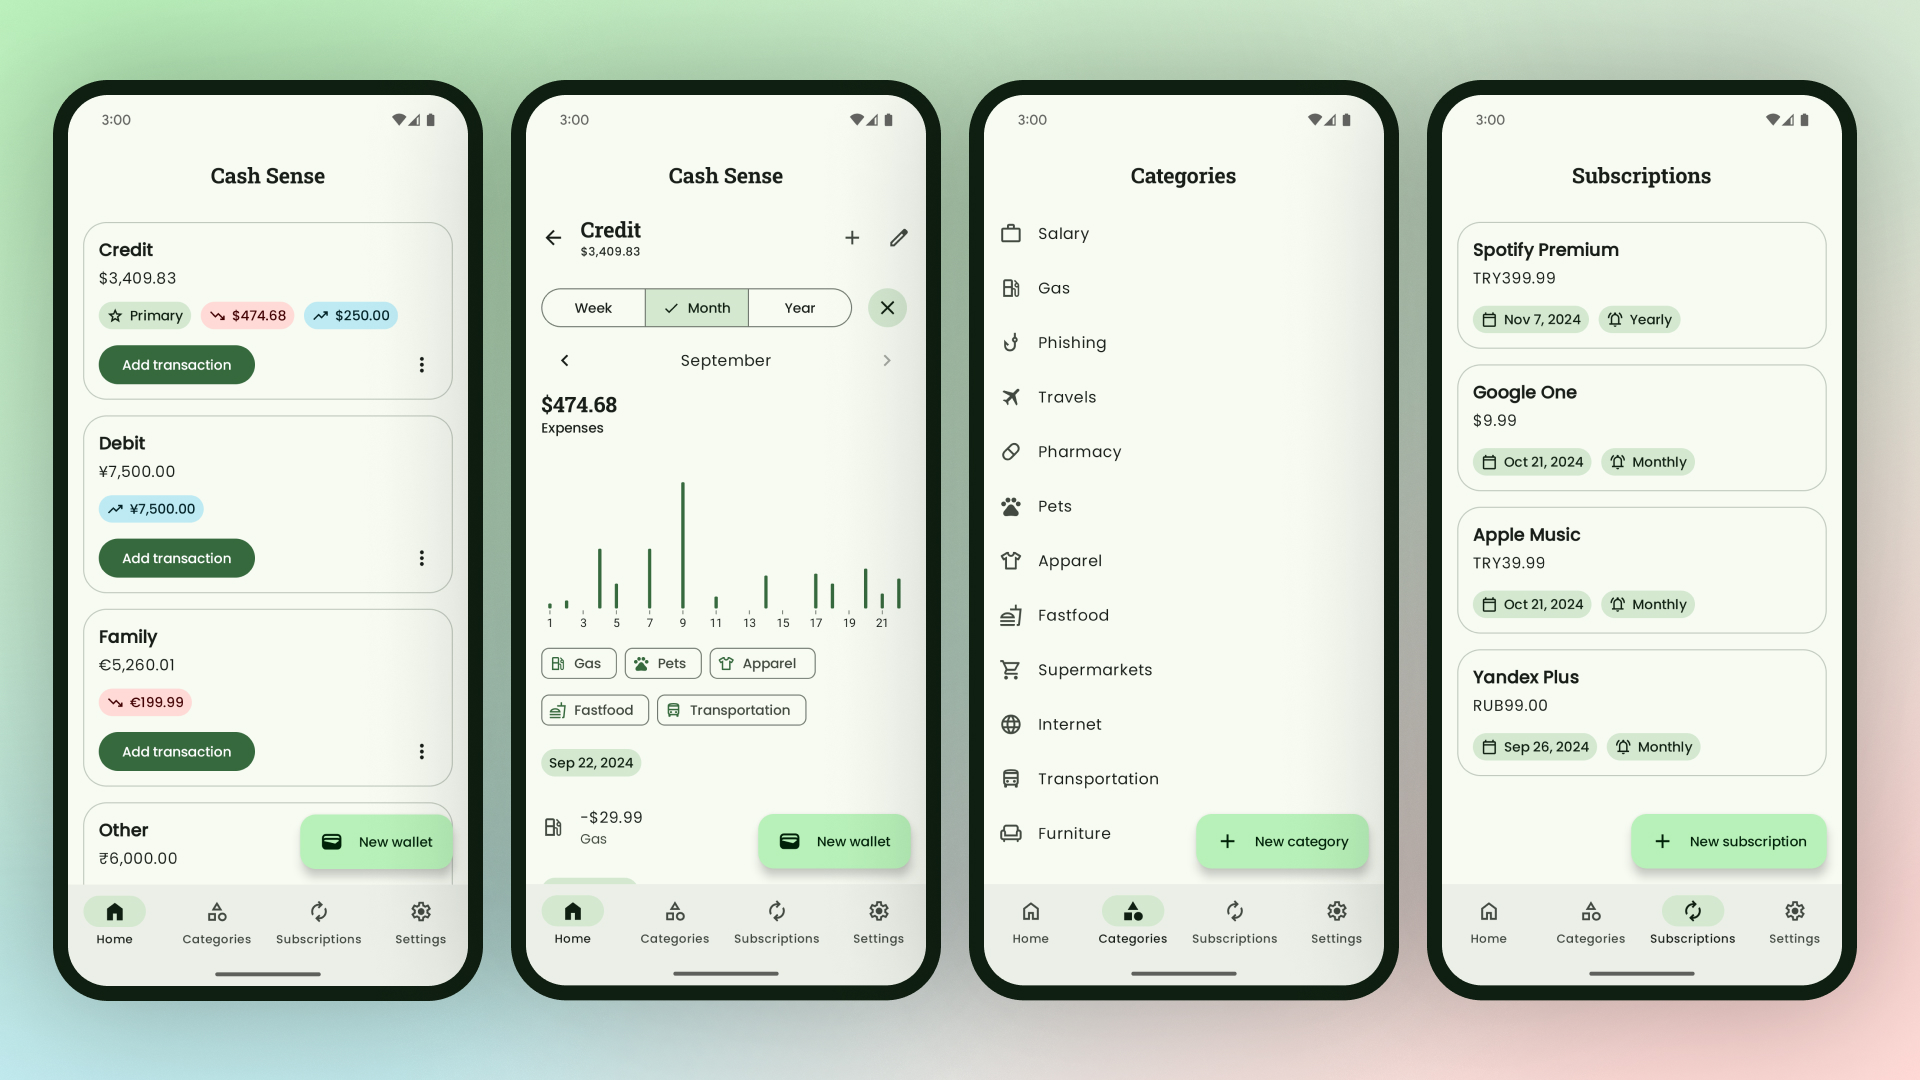 3:00
Cash Sense
Credit
$3,409.83
Primary $474.68 $250.00
Add transaction
Debit
¥7,500.00
¥7,500.00
Add transaction
Family
€5,260.01
€199.99
Add transaction
Other
₹6,000.00
New wallet
Home Categories Subscriptions Settings
3:00
Cash Sense
Credit
$3,409.83
Week Month Year
September
$474.68
Expenses
1 3 5 7 9 11 13 15 17 19 21
Gas Pets Apparel
Fastfood Transportation
Sep 22, 2024
-$29.99
Gas
New wallet
Home Categories Subscriptions Settings
3:00
Categories
Salary
Gas
Phishing
Travels
Pharmacy
Pets
Apparel
Fastfood
Supermarkets
Internet
Transportation
Furniture
New category
Home Categories Subscriptions Settings
3:00
Subscriptions
Spotify Premium
TRY399.99
Nov 7, 2024 Yearly
Google One
$9.99
Oct 21, 2024 Monthly
Apple Music
TRY39.99
Oct 21, 2024 Monthly
Yandex Plus
RUB99.00
Sep 26, 2024 Monthly
New subscription
Home Categories Subscriptions Settings